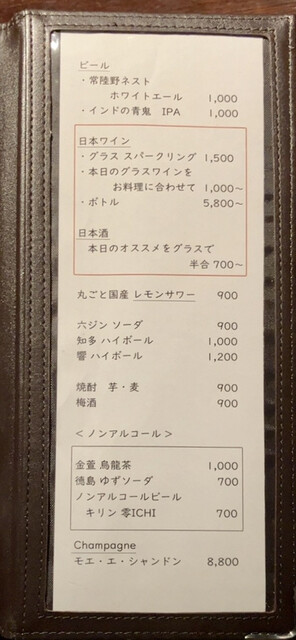 ビール
・常陸野ネスト
ホワイトエール 1,000
・インドの青鬼 IPA 1,000
日本ワイン
・グラス スパークリング 1,500
・本日のグラスワインを
お料理に合わせて 1,000~
・ボトル 5,800~
日本酒
本日のオススメをグラスで
半合 700~
丸ごと国産 レモンサワー 900
六ジン ソーダ 900
知多 ハイボール 1,000
響 ハイボール 1,200
焼酎 芋・麦 900
梅酒 900
<ノンアルコール>
金萱 烏龍茶 1,000
徳島 ゆずソーダ 700
ノンアルコールビール
キリン 零ICHI 700
Champagne
モエ・エ・シャンドン 8,800